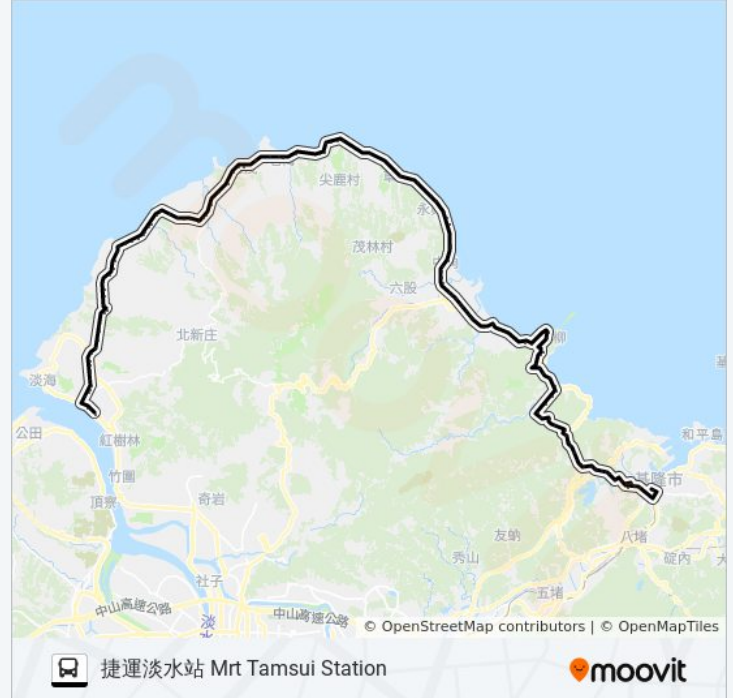 尖鹿村
茂林村
六股
北新庄
淡海
公田
紅樹林
竹圍
頂寮
奇岩
社子
中山高速公路
中山高速公路
淡水
和平島
基隆市
友蚋
八堵
秀山
碇內
五堵
© OpenStreetMap contributors | © OpenMapTiles
捷運淡水站 Mrt Tamsui Station
moovit